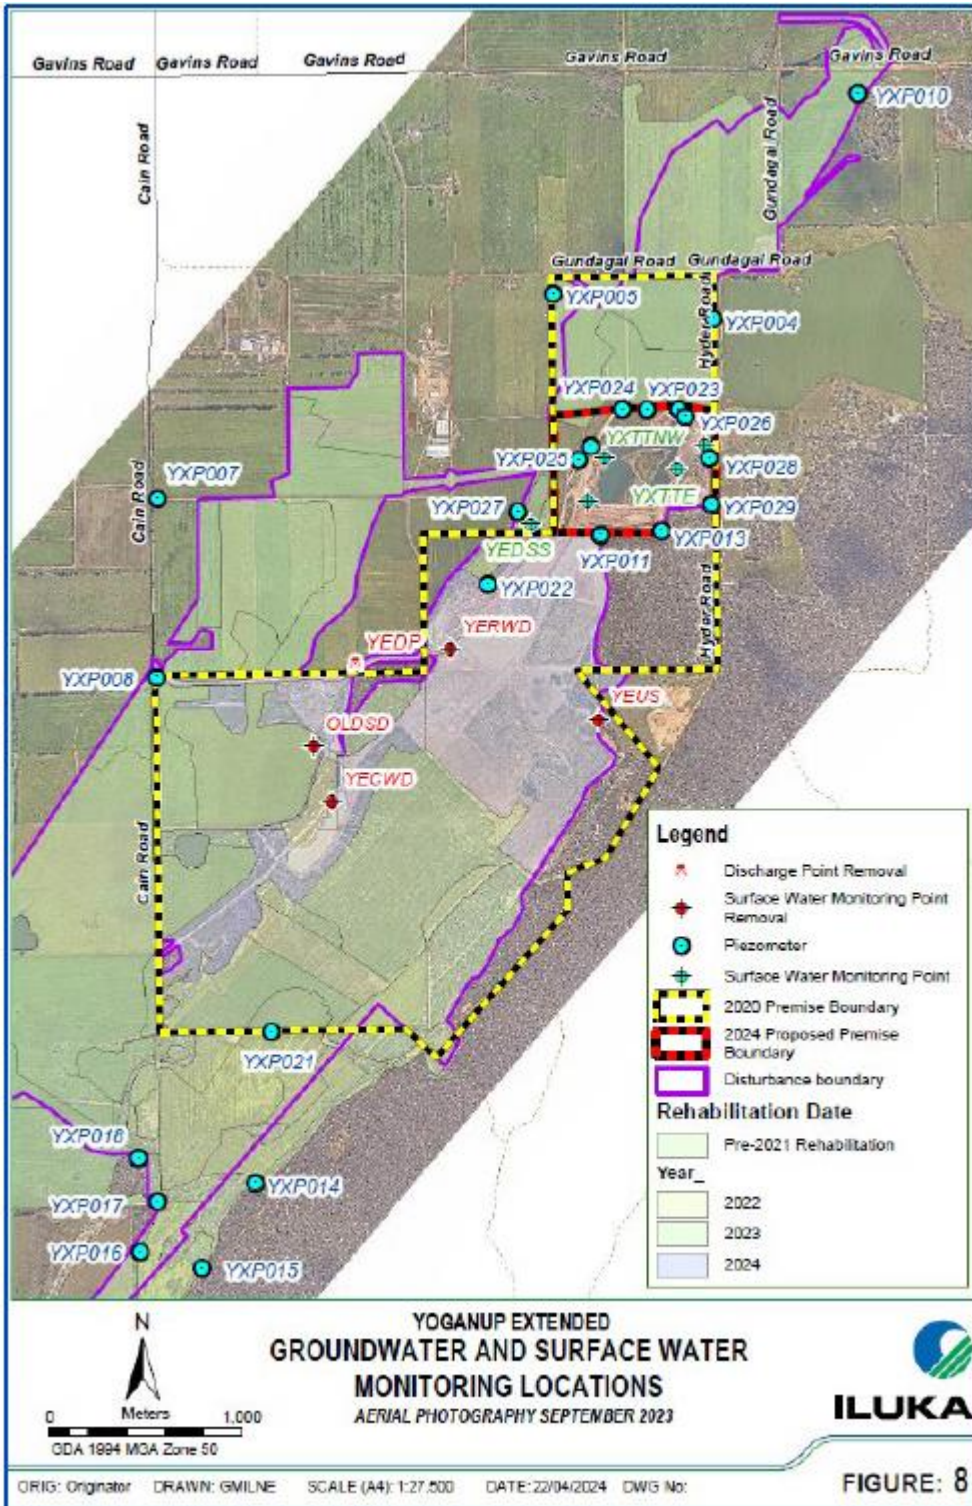 Gavins Road
Gavins Road
Gavins Road
Gavins Road
Gavins Road
YXP010
Cain Road
Gundagal Road
Gundagal Road
Gundagal Road
YXP005
Hyder Road
YXP004
YXP024
YXP023
YXP026
YXTTNW
YXP025
YXP028
YXP007
YXTTE
YXP027
YXP029
Cain Road
YEDSS
YXP013
YXP011
YXP022
Hyder Road
YERWD
YEDP
YXP008
YEUS
OLDSD
YECWD
Cain Road
Legend
Discharge Point Removal
Surface Water Monitoring Point
Removal
Piezometer
Surface Water Monitoring Point
2020 Premise Boundary
2024 Proposed Premise
Boundary
Disturbance boundary
Rehabilitation Date
Pre-2021 Rehabilitation
Year_
2022
2023
2024
YXP021
YXP018
YXP014
YXP017
YXP016
YXP015
N
0 Meters 1,000
GDA 1994 MGA Zone 50
YOGANUP EXTENDED
GROUNDWATER AND SURFACE WATER
MONITORING LOCATIONS
AERIAL PHOTOGRAPHY SEPTEMBER 2023
ILUKA
ORIG: Originator DRAWN: GMILNE SCALE (A4): 1:27,500 DATE:22/04/2024 DWG No:
FIGURE: 8